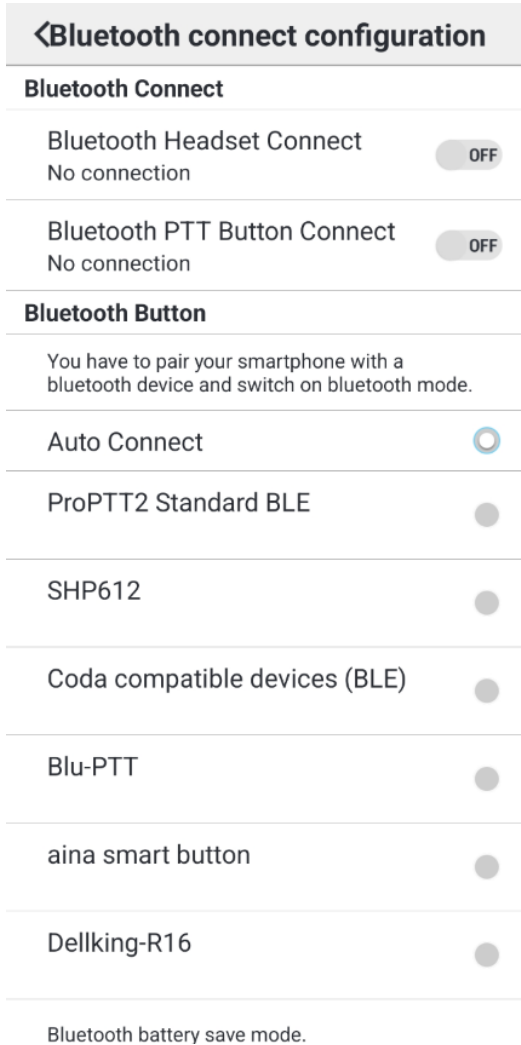 Bluetooth connect configuration
Bluetooth Connect
Bluetooth Headset Connect
OFF
No connection
Bluetooth PTT Button Connect
OFF
No connection
Bluetooth Button
You have to pair your smartphone with a
bluetooth device and switch on bluetooth mode.
Auto Connect
ProPTT2 Standard BLE
SHP612
Coda compatible devices (BLE)
Blu-PTT
aina smart button
Dellking-R16
Bluetooth battery save mode.